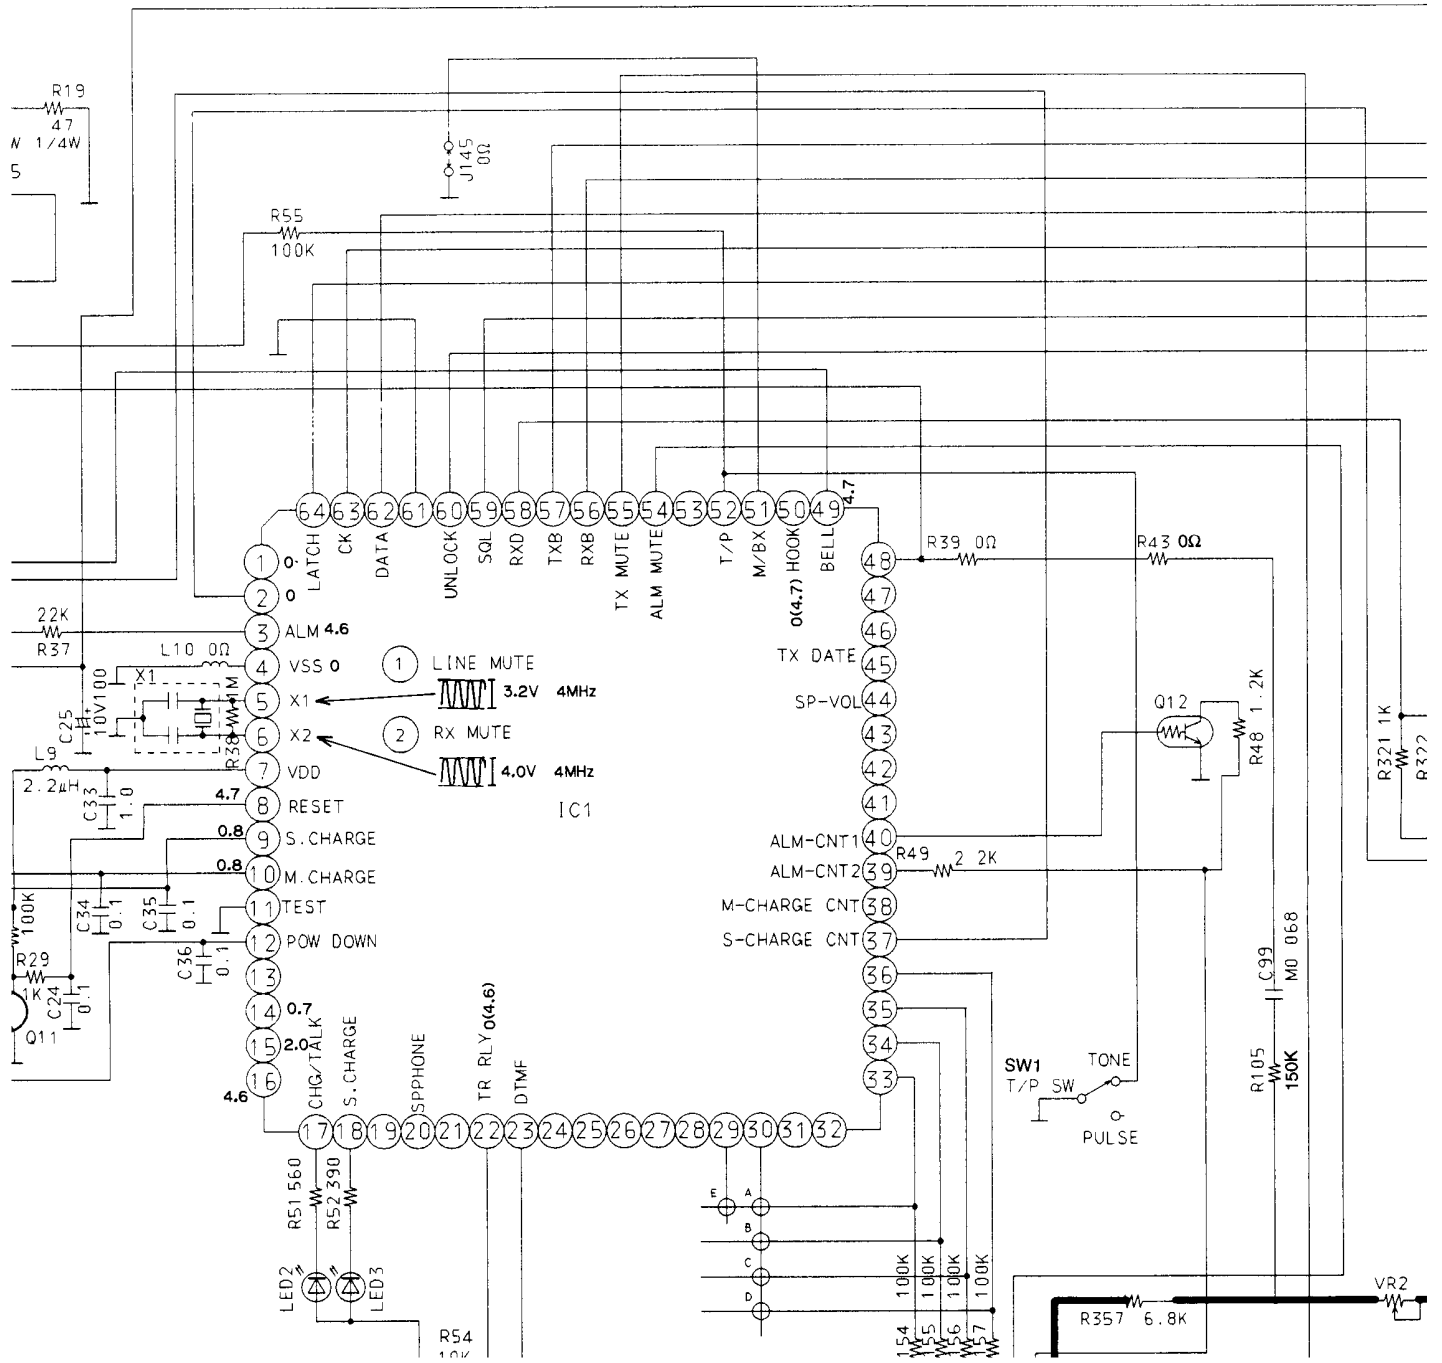 R19
47
W 1/4W
5
J145
0Ω
R55
100K
64
63
62
61
60
59
58
57
56
55
54
53
52
51
50
49
4.7
LATCH
CK
DATA
UNLOCK
SQL
RXD
TXB
RXB
TX MUTE
ALM MUTE
T/P
M/BX
0(4.7) HOOK
BELL
1
0
2
0
22K
R37
3
ALM 4.6
L10 0Ω
4
VSS 0
X1
1M
5
X1
C25
10V100
R38
6
X2
1
LINE MUTE
3.2V 4MHz
2
RX MUTE
4.0V 4MHz
IC1
L9
2.2μH
C33
1.0
7
VDD
4.7
8
RESET
0.8
9
S.CHARGE
0.8
10
M.CHARGE
100K
C34
0.1
C35
0.1
11
TEST
12
POW DOWN
C36
0.1
R29
1K
C24
0.1
Q11
13
14
0.7
15
2.0
16
4.6
CHG/TALK
S.CHARGE
SPPHONE
TR RLY 0(4.6)
DTMF
17
18
19
20
21
22
23
24
25
26
27
28
29
30
31
32
48
R39 0Ω
R43 0Ω
47
46
TX DATE
45
SP-VOL
44
43
42
41
ALM-CNT1
40
ALM-CNT2
39
R49
2 2K
M-CHARGE CNT
38
S-CHARGE CNT
37
36
35
34
33
Q12
R48 1.2K
R321 1K
R322
C99
M0 068
R105
150K
SW1
T/P SW
TONE
PULSE
R51 560
R52 390
LED2
LED3
R54
10K
E
A
B
C
D
100K
100K
100K
100K
154
155
156
157
R357
6.8K
VR2